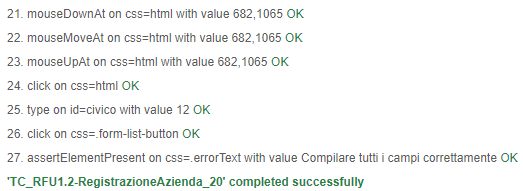 21. mouseDownAt on css=html with value 682,1065 OK
22. mouseMoveAt on css=html with value 682,1065 OK
23. mouseUpAt on css=html with value 682,1065 OK
24. click on css=html OK
25. type on id=civico with value 12 OK
26. click on css=.form-list-button OK
27. assertElementPresent on css=.errorText with value Compilare tutti i campi correttamente OK
'TC_RFU1.2-RegistrazioneAzienda_20' completed successfully